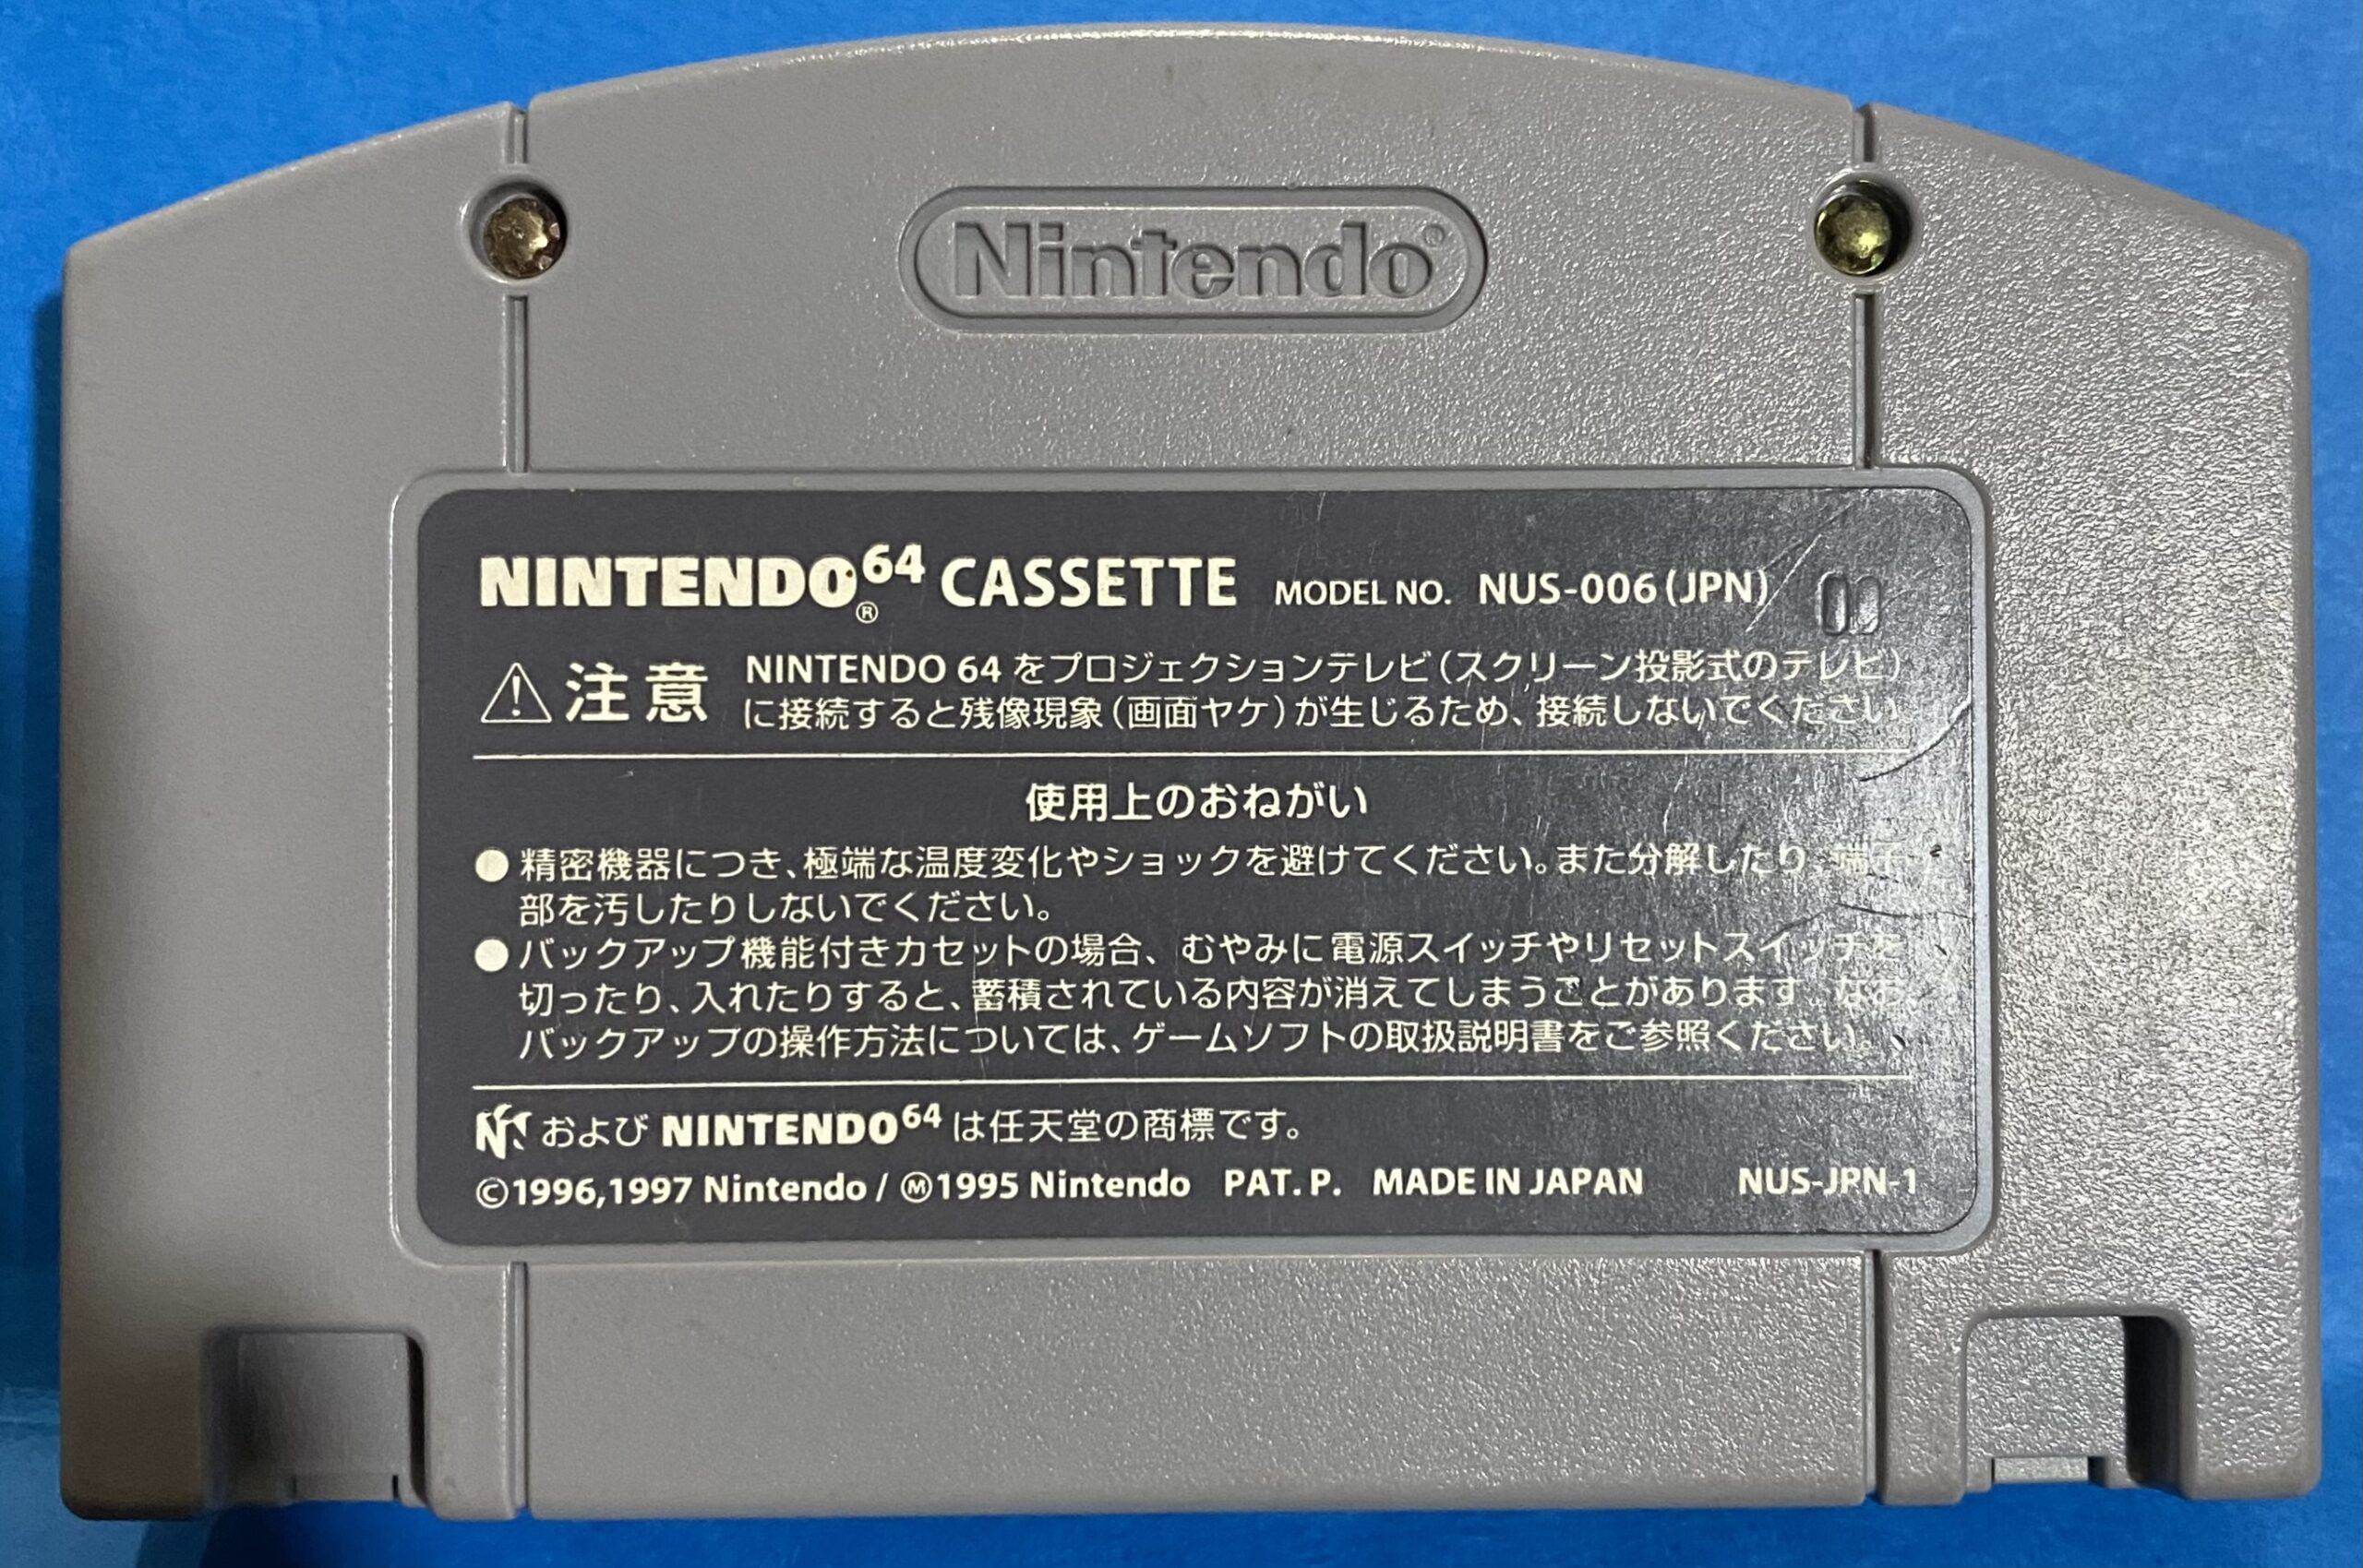 Nintendo®
NINTENDO®64 CASSETTE MODEL NO. NUS-006(JPN)
注意 NINTENDO 64 をプロジェクションテレビ(スクリーン投影式のテレビ)
に接続すると残像現象(画面ヤケ)が生じるため、接続しないでください
使用上のおねがい
●精密機器につき、極端な温度変化やショックを避けてください。また分解したり、端子
部を汚したりしないでください。
●バックアップ機能付きカセットの場合、むやみに電源スイッチやリセットスイッチを
切ったり、入れたりすると、蓄積されている内容が消えてしまうことがあります。なお、
バックアップの操作方法については、ゲームソフトの取扱説明書をご参照ください。
N および NINTENDO64 は任天堂の商標です。
©1996,1997 Nintendo / Ⓜ1995 Nintendo PAT. P. MADE IN JAPAN NUS-JPN-1